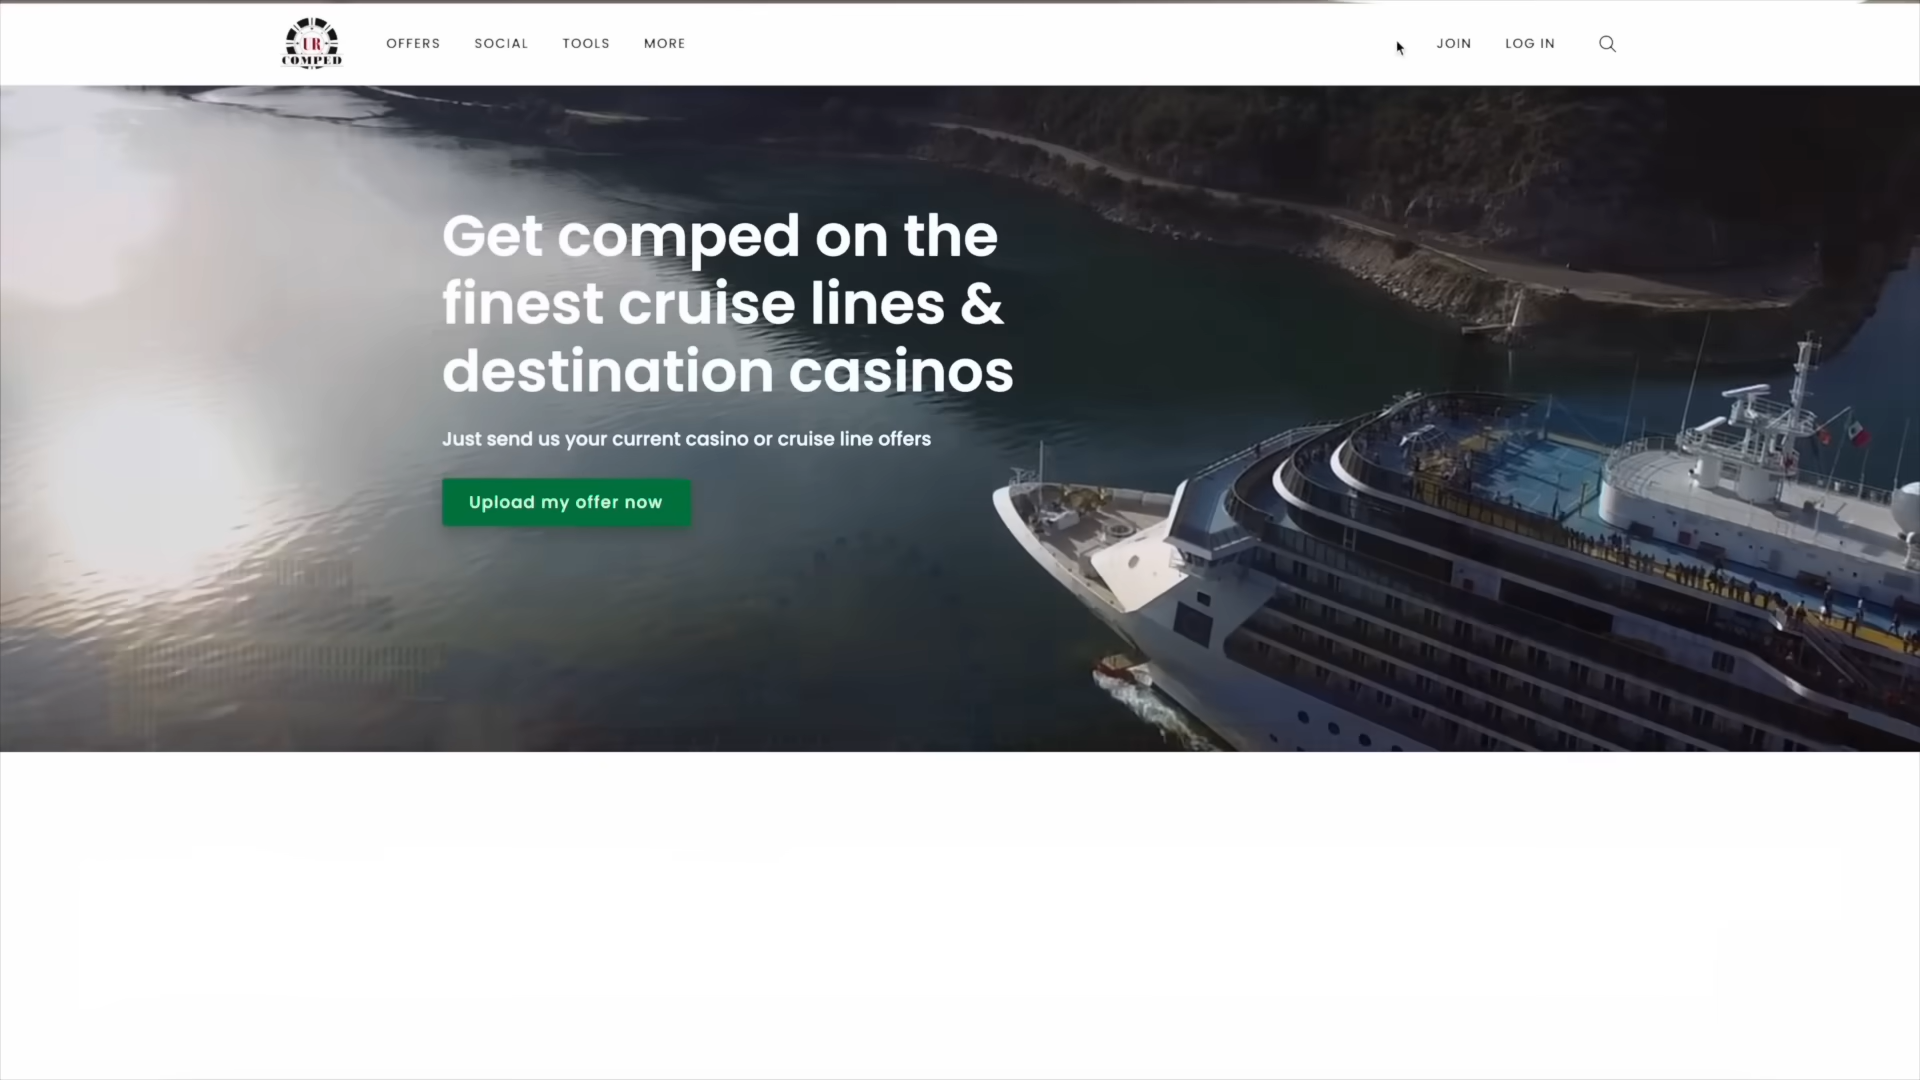 UR
COMPED
OFFERS SOCIAL TOOLS MORE JOIN LOG IN
Get comped on the
finest cruise lines &
destination casinos
Just send us your current casino or cruise line offers
Upload my offer now